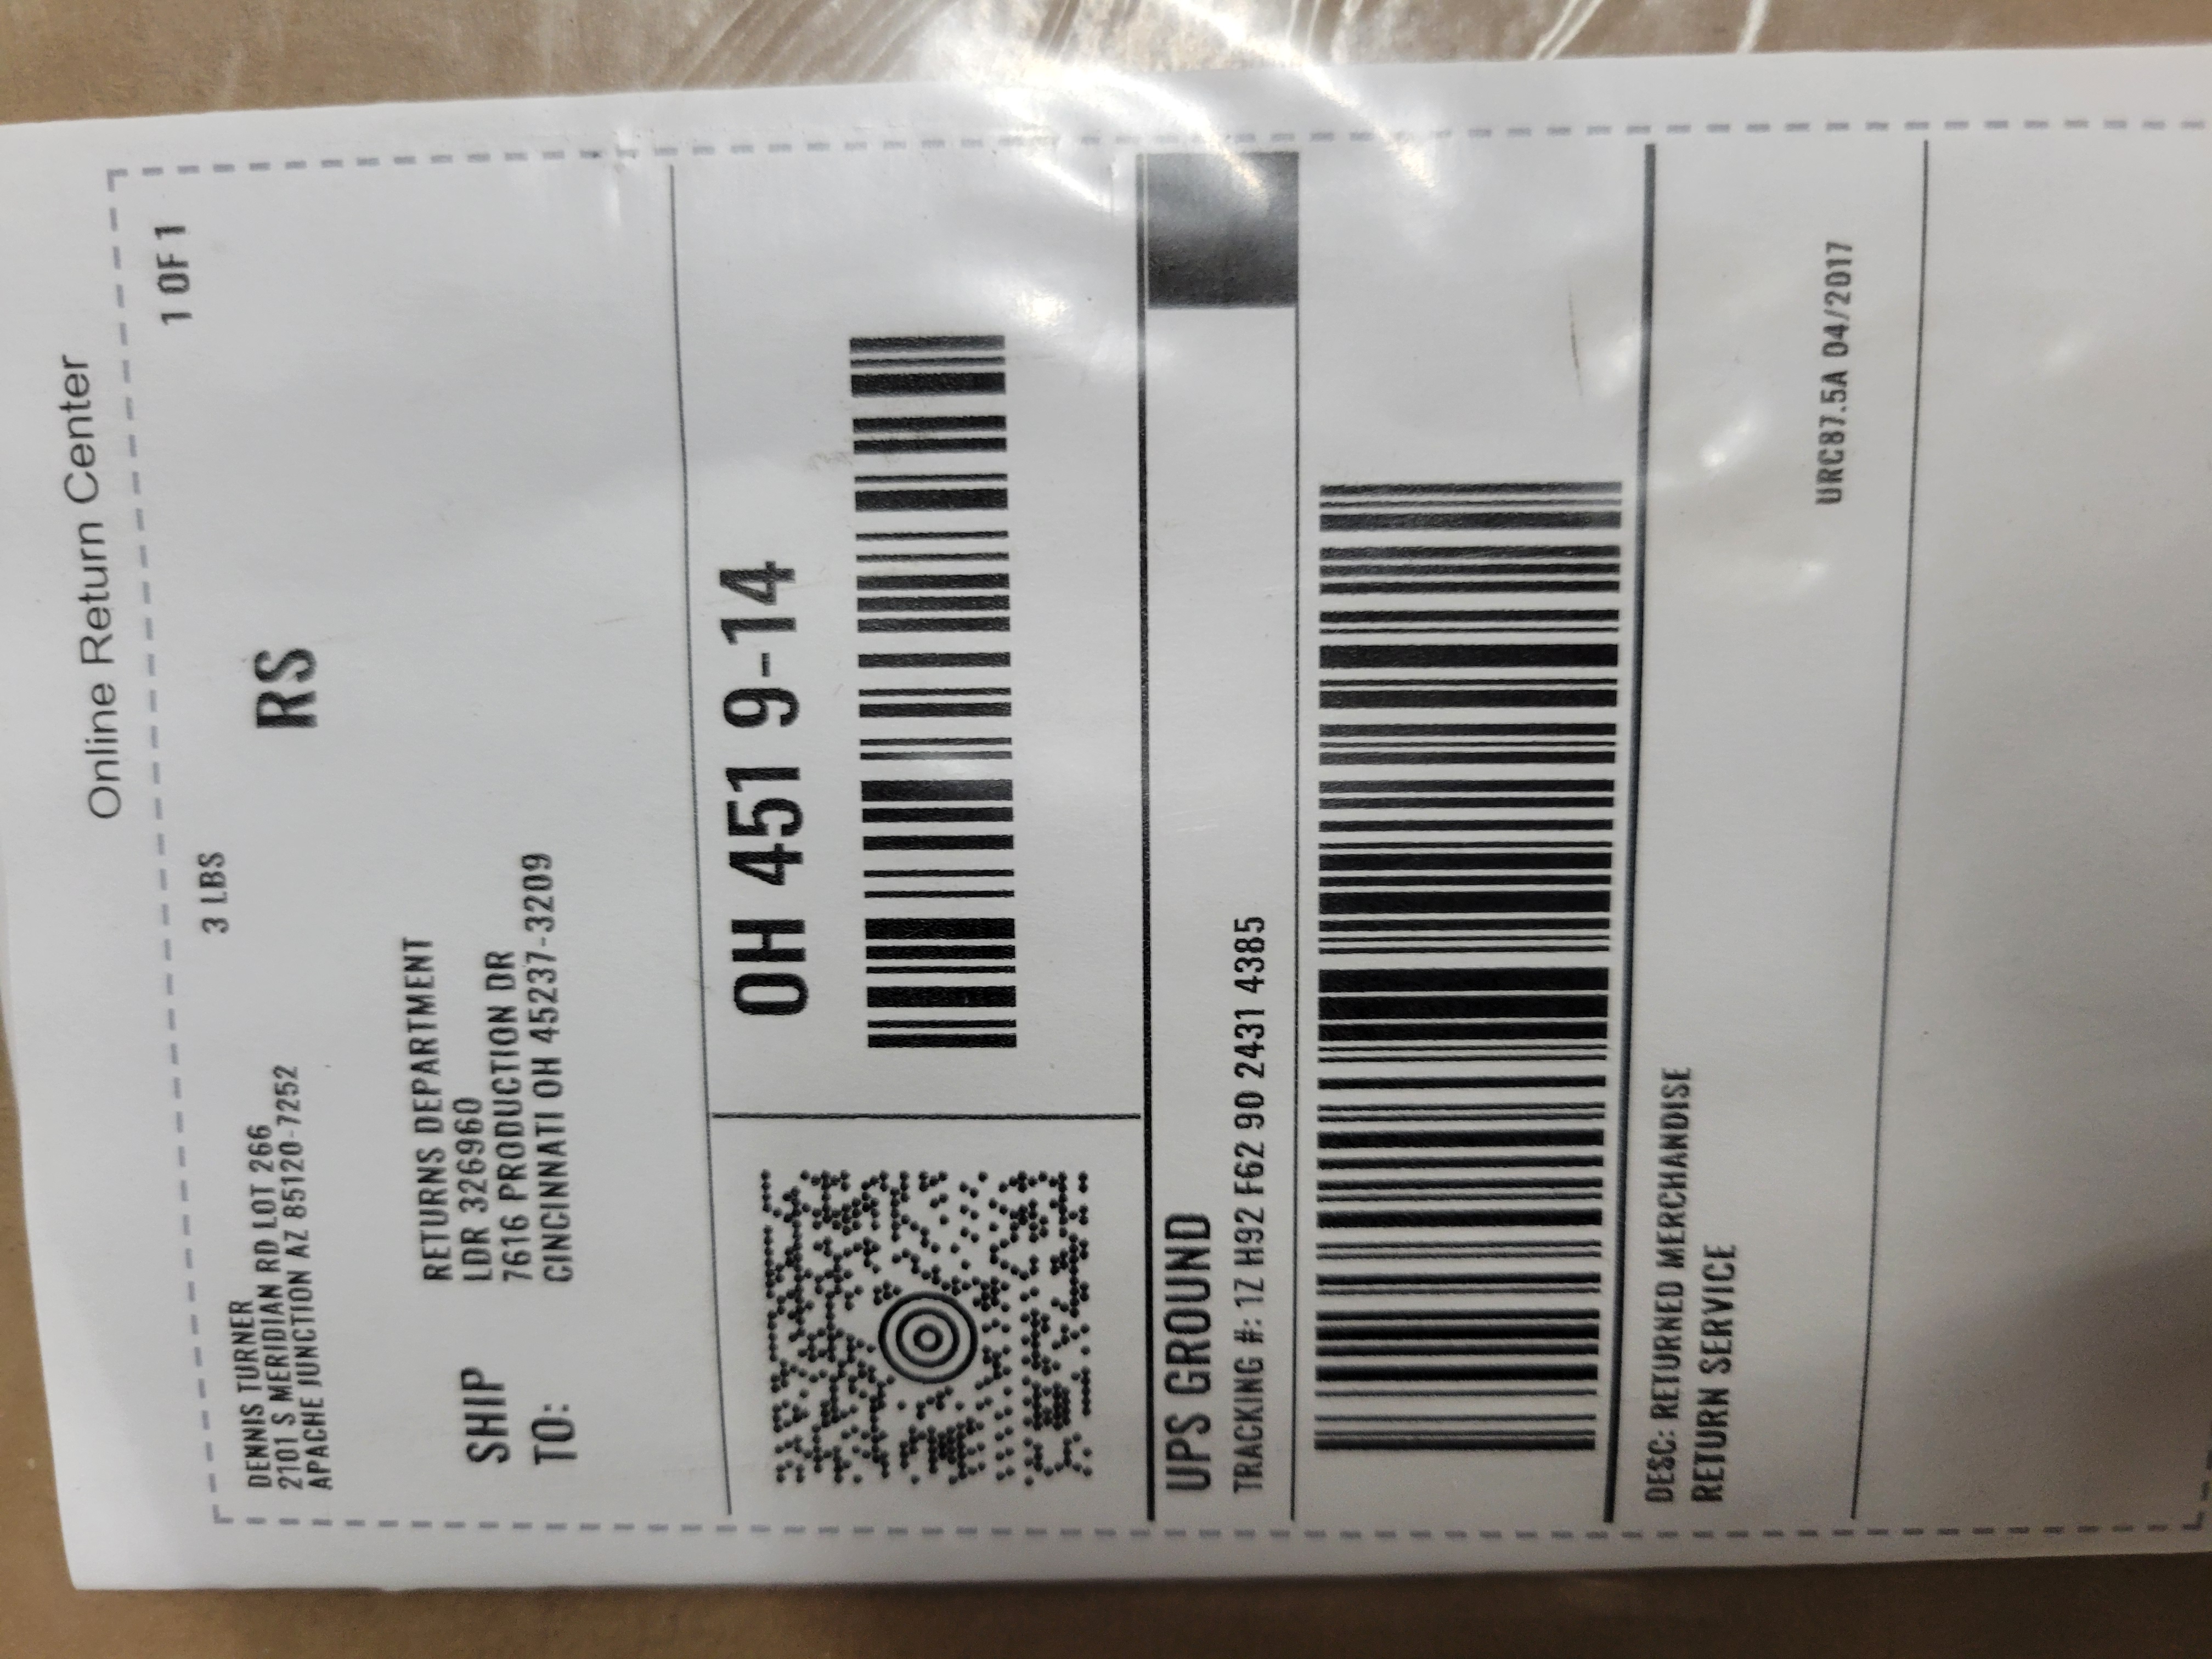 Online Return Center
1 OF 1
3 LBS
DENNIS TURNER
2101 S MERIDIAN RD LOT 266
APACHE JUNCTION AZ 85120-7252
RS
SHIP
TO:
RETURNS DEPARTMENT
LDR 326960
7616 PRODUCTION DR
CINCINNATI OH 45237-3209
OH 451 9-14
UPS GROUND
TRACKING #: 1Z H92 F62 90 2431 4385
DESC: RETURNED MERCHANDISE
RETURN SERVICE
URC87.5A 04/2017